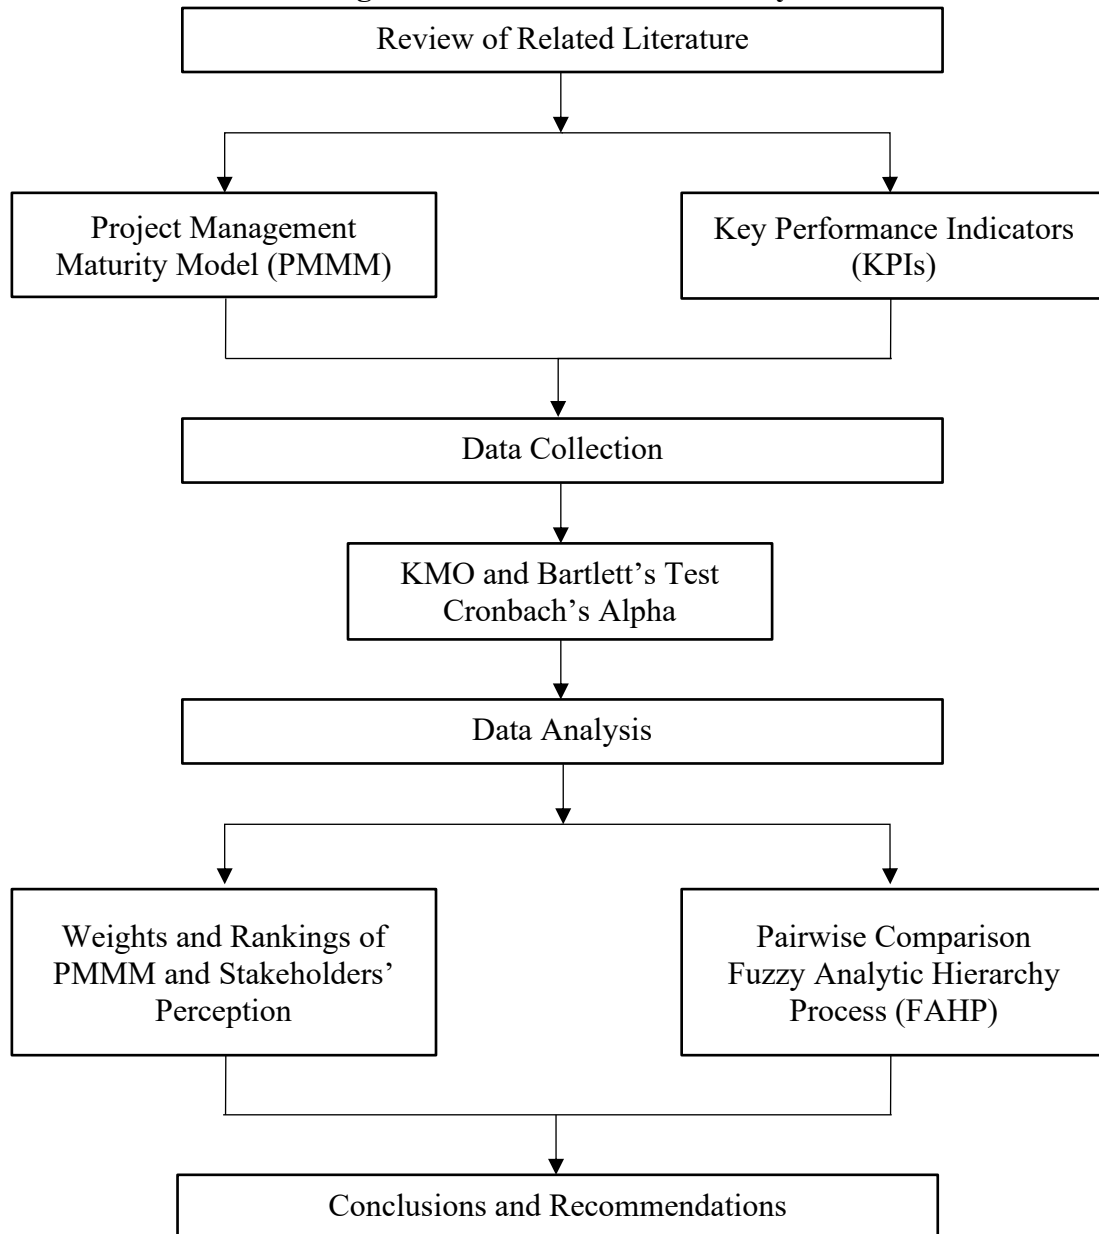 Review of Related Literature
Project Management
Maturity Model (PMMM)
Key Performance Indicators
(KPIs)
Data Collection
KMO and Bartlett’s Test
Cronbach’s Alpha
Data Analysis
Weights and Rankings of
PMMM and Stakeholders’
Perception
Pairwise Comparison
Fuzzy Analytic Hierarchy
Process (FAHP)
Conclusions and Recommendations